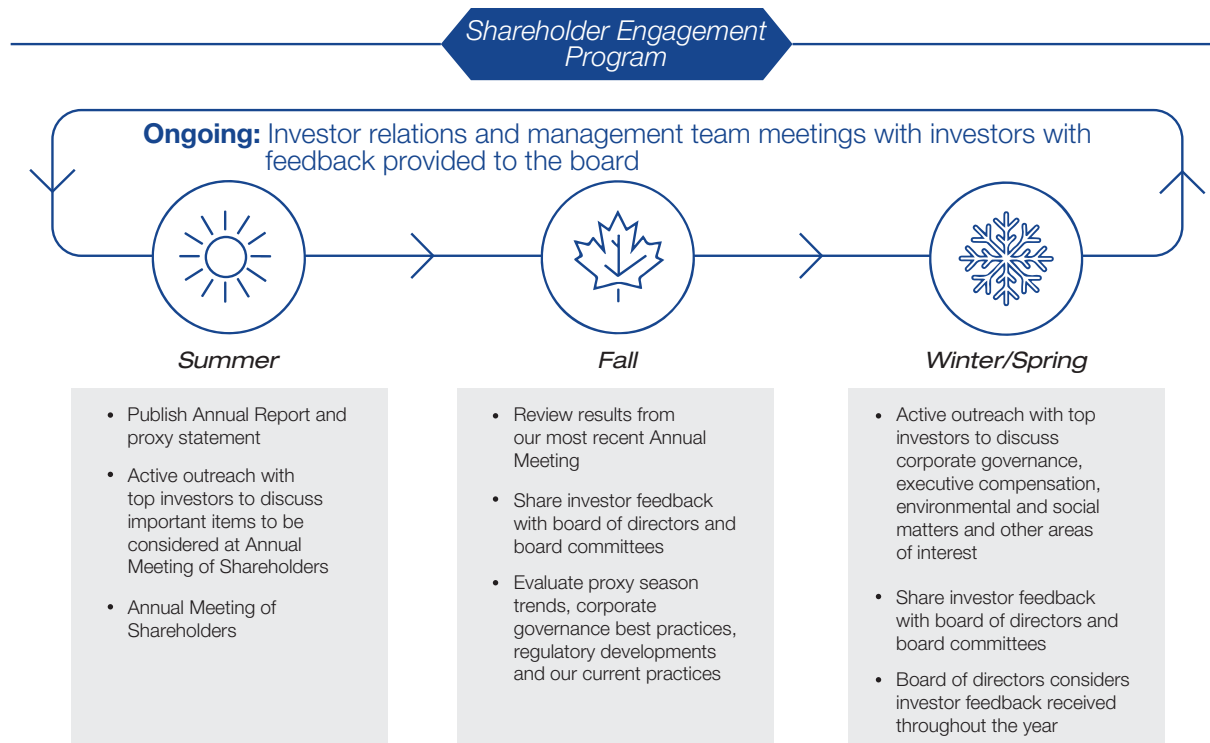 Shareholder Engagement
Program
Ongoing: Investor relations and management team meetings with investors with
feedback provided to the board
Summer
• Publish Annual Report and
proxy statement
• Active outreach with
top investors to discuss
important items to be
considered at Annual
Meeting of Shareholders
• Annual Meeting of
Shareholders
Fall
• Review results from
our most recent Annual
Meeting
• Share investor feedback
with board of directors and
board committees
• Evaluate proxy season
trends, corporate
governance best practices,
regulatory developments
and our current practices
Winter/Spring
• Active outreach with top
investors to discuss
corporate governance,
executive compensation,
environmental and social
matters and other areas
of interest
• Share investor feedback
with board of directors and
board committees
• Board of directors considers
investor feedback received
throughout the year